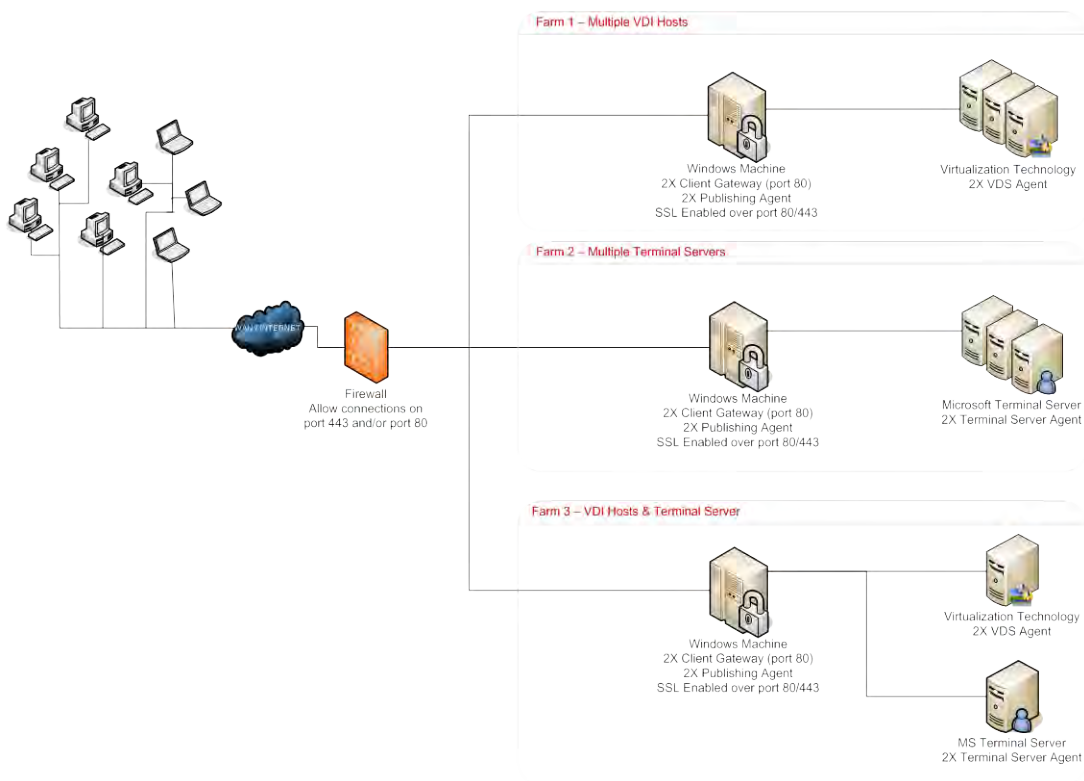 Farm 1 – Multiple VDI Hosts
Windows Machine
2X Client Gateway (port 80)
2X Publishing Agent
SSL Enabled over port 80/443
Virtualization Technology
2X VDS Agent
WAN / INTERNET
Firewall
Allow connections on
port 443 and/or port 80
Farm 2 – Multiple Terminal Servers
Windows Machine
2X Client Gateway (port 80)
2X Publishing Agent
SSL Enabled over port 80/443
Microsoft Terminal Server
2X Terminal Server Agent
Farm 3 – VDI Hosts & Terminal Server
Windows Machine
2X Client Gateway (port 80)
2X Publishing Agent
SSL Enabled over port 80/443
Virtualization Technology
2X VDS Agent
MS Terminal Server
2X Terminal Server Agent